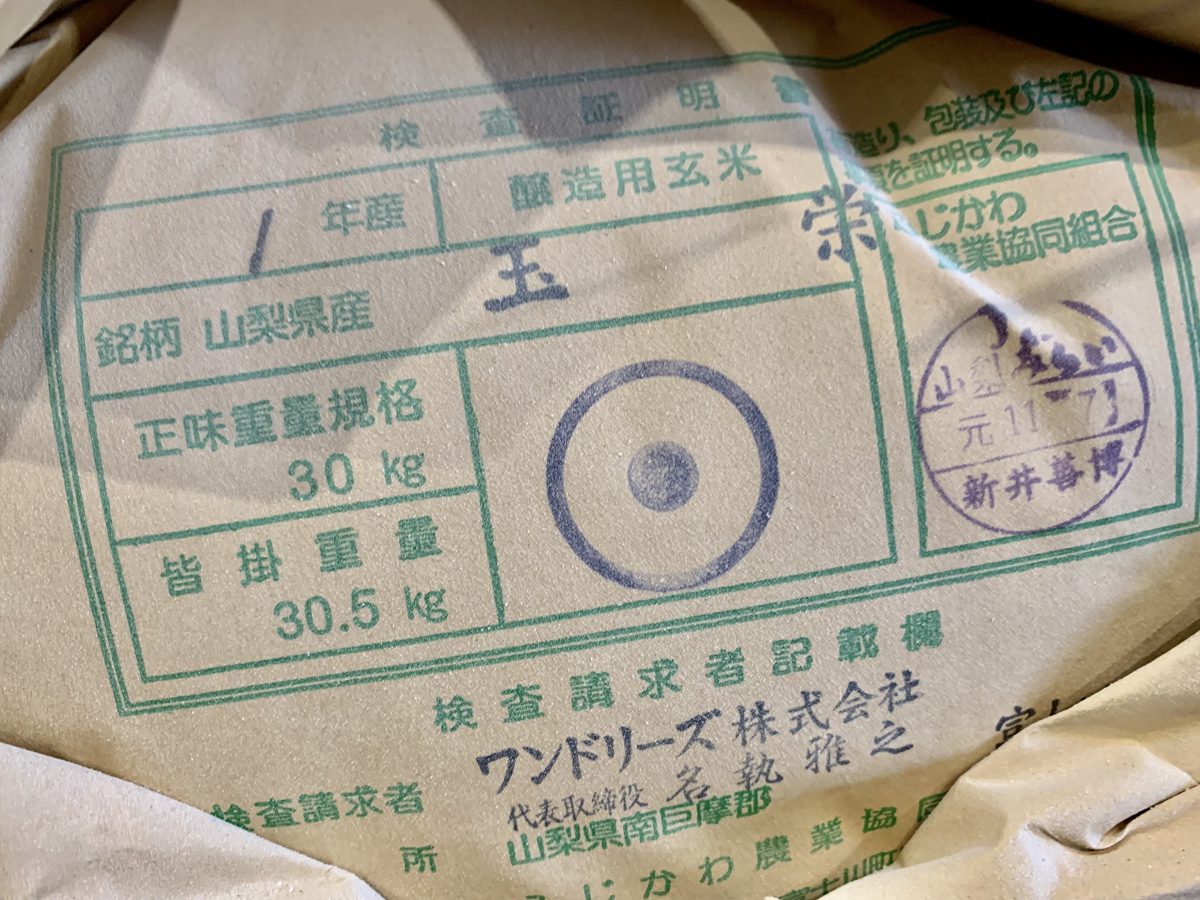 検査証明書
1 年産
醸造用玄米
銘柄 山梨県産 玉 栄
正味重量規格
30 kg
皆掛重量
30.5 kg
造り、包装及び左記の
を証明する。
じかわ
農業協同組合
山梨
元 11 7
新井善博
検査請求者記載欄
ワンドリーズ株式会社
代表取締役 名執雅之
検査請求者
山梨県南巨摩郡
所
じかわ農業協同
富士川町